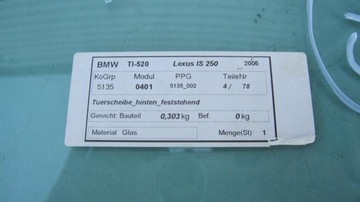 BMW TI-520 Lexus IS 250 2006
KoGrp Modul PPG TeileNr
5135 0401 5135_002 4 / 78
Tuerscheibe_hinten_feststehend
Gewicht: Bauteil 0,303 kg Bef. 0 kg
Material Glas Menge(St): 1